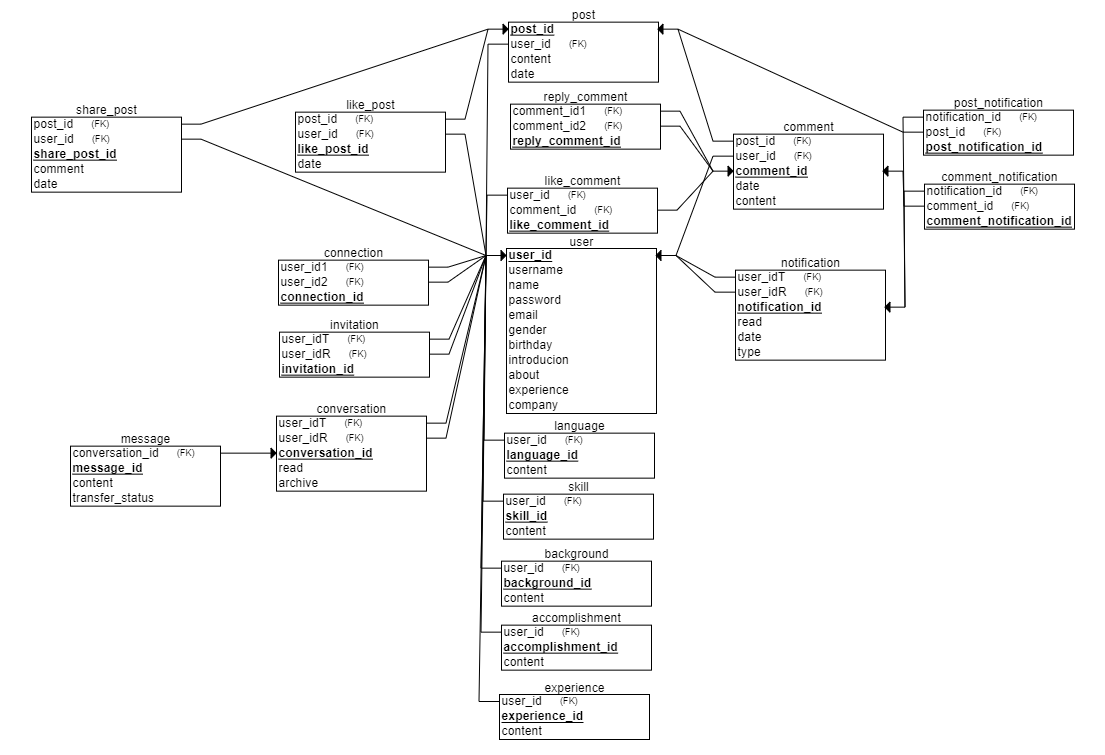 post
post_id
user_id (FK)
content
date
share_post
post_id (FK)
user_id (FK)
share_post_id
comment
date
like_post
post_id (FK)
user_id (FK)
like_post_id
date
reply_comment
comment_id1 (FK)
comment_id2 (FK)
reply_comment_id
comment
post_id (FK)
user_id (FK)
comment_id
date
content
post_notification
notification_id (FK)
post_id (FK)
post_notification_id
comment_notification
notification_id (FK)
comment_id (FK)
comment_notification_id
like_comment
user_id (FK)
comment_id (FK)
like_comment_id
user
user_id
username
name
password
email
gender
birthday
introducion
about
experience
company
connection
user_id1 (FK)
user_id2 (FK)
connection_id
notification
user_idT (FK)
user_idR (FK)
notification_id
read
date
type
invitation
user_idT (FK)
user_idR (FK)
invitation_id
conversation
user_idT (FK)
user_idR (FK)
conversation_id
read
archive
message
conversation_id (FK)
message_id
content
transfer_status
language
user_id (FK)
language_id
content
skill
user_id (FK)
skill_id
content
background
user_id (FK)
background_id
content
accomplishment
user_id (FK)
accomplishment_id
content
experience
user_id (FK)
experience_id
content